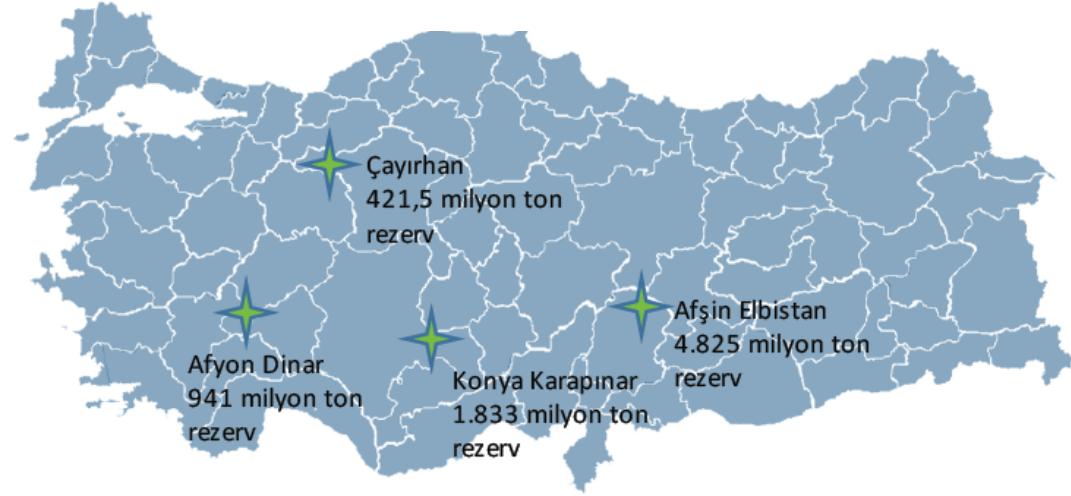 Çayırhan
421,5 milyon ton
rezerv
Afşin Elbistan
4.825 milyon ton
rezerv
Afyon Dinar
941 milyon ton
rezerv
Konya Karapınar
1.833 milyon ton
rezerv